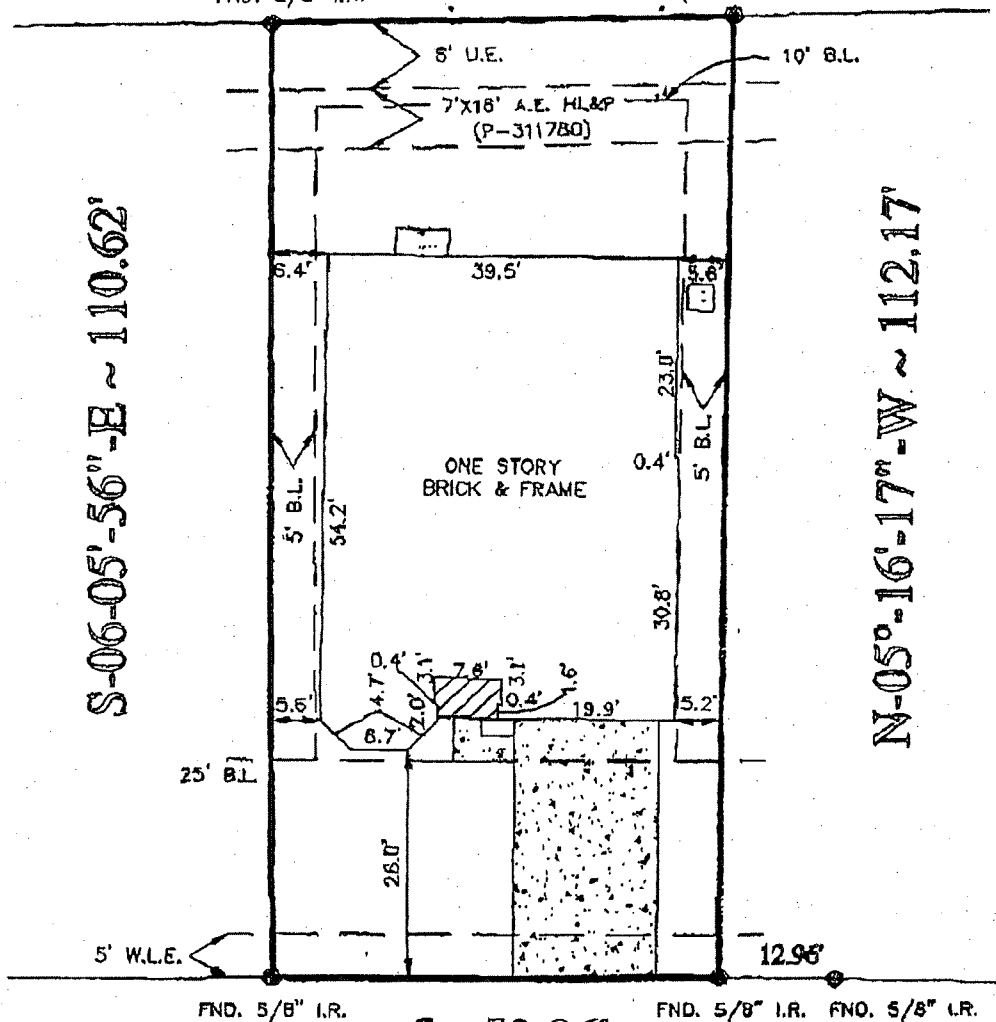 8' U.E.
10' B.L.
7'X18' A.E. HL&P
(P-311780)
S-06-05'-56"-E ~ 110.62'
N-05°-16'-17"-W ~ 112.17'
6.4'
39.5'
5.6'
23.0'
5' B.L.
0.4'
ONE STORY
BRICK & FRAME
5' B.L.
54.2'
30.8'
0.4'
3.1'
7.6'
3.1'
1.6'
4.7'
2.0'
0.4'
5.6'
19.9'
5.2'
8.7'
25' B.L.
26.0'
5' W.L.E.
12.96'
FND. 5/8" I.R.
FND. 5/8" I.R.
FND. 5/8" I.R.